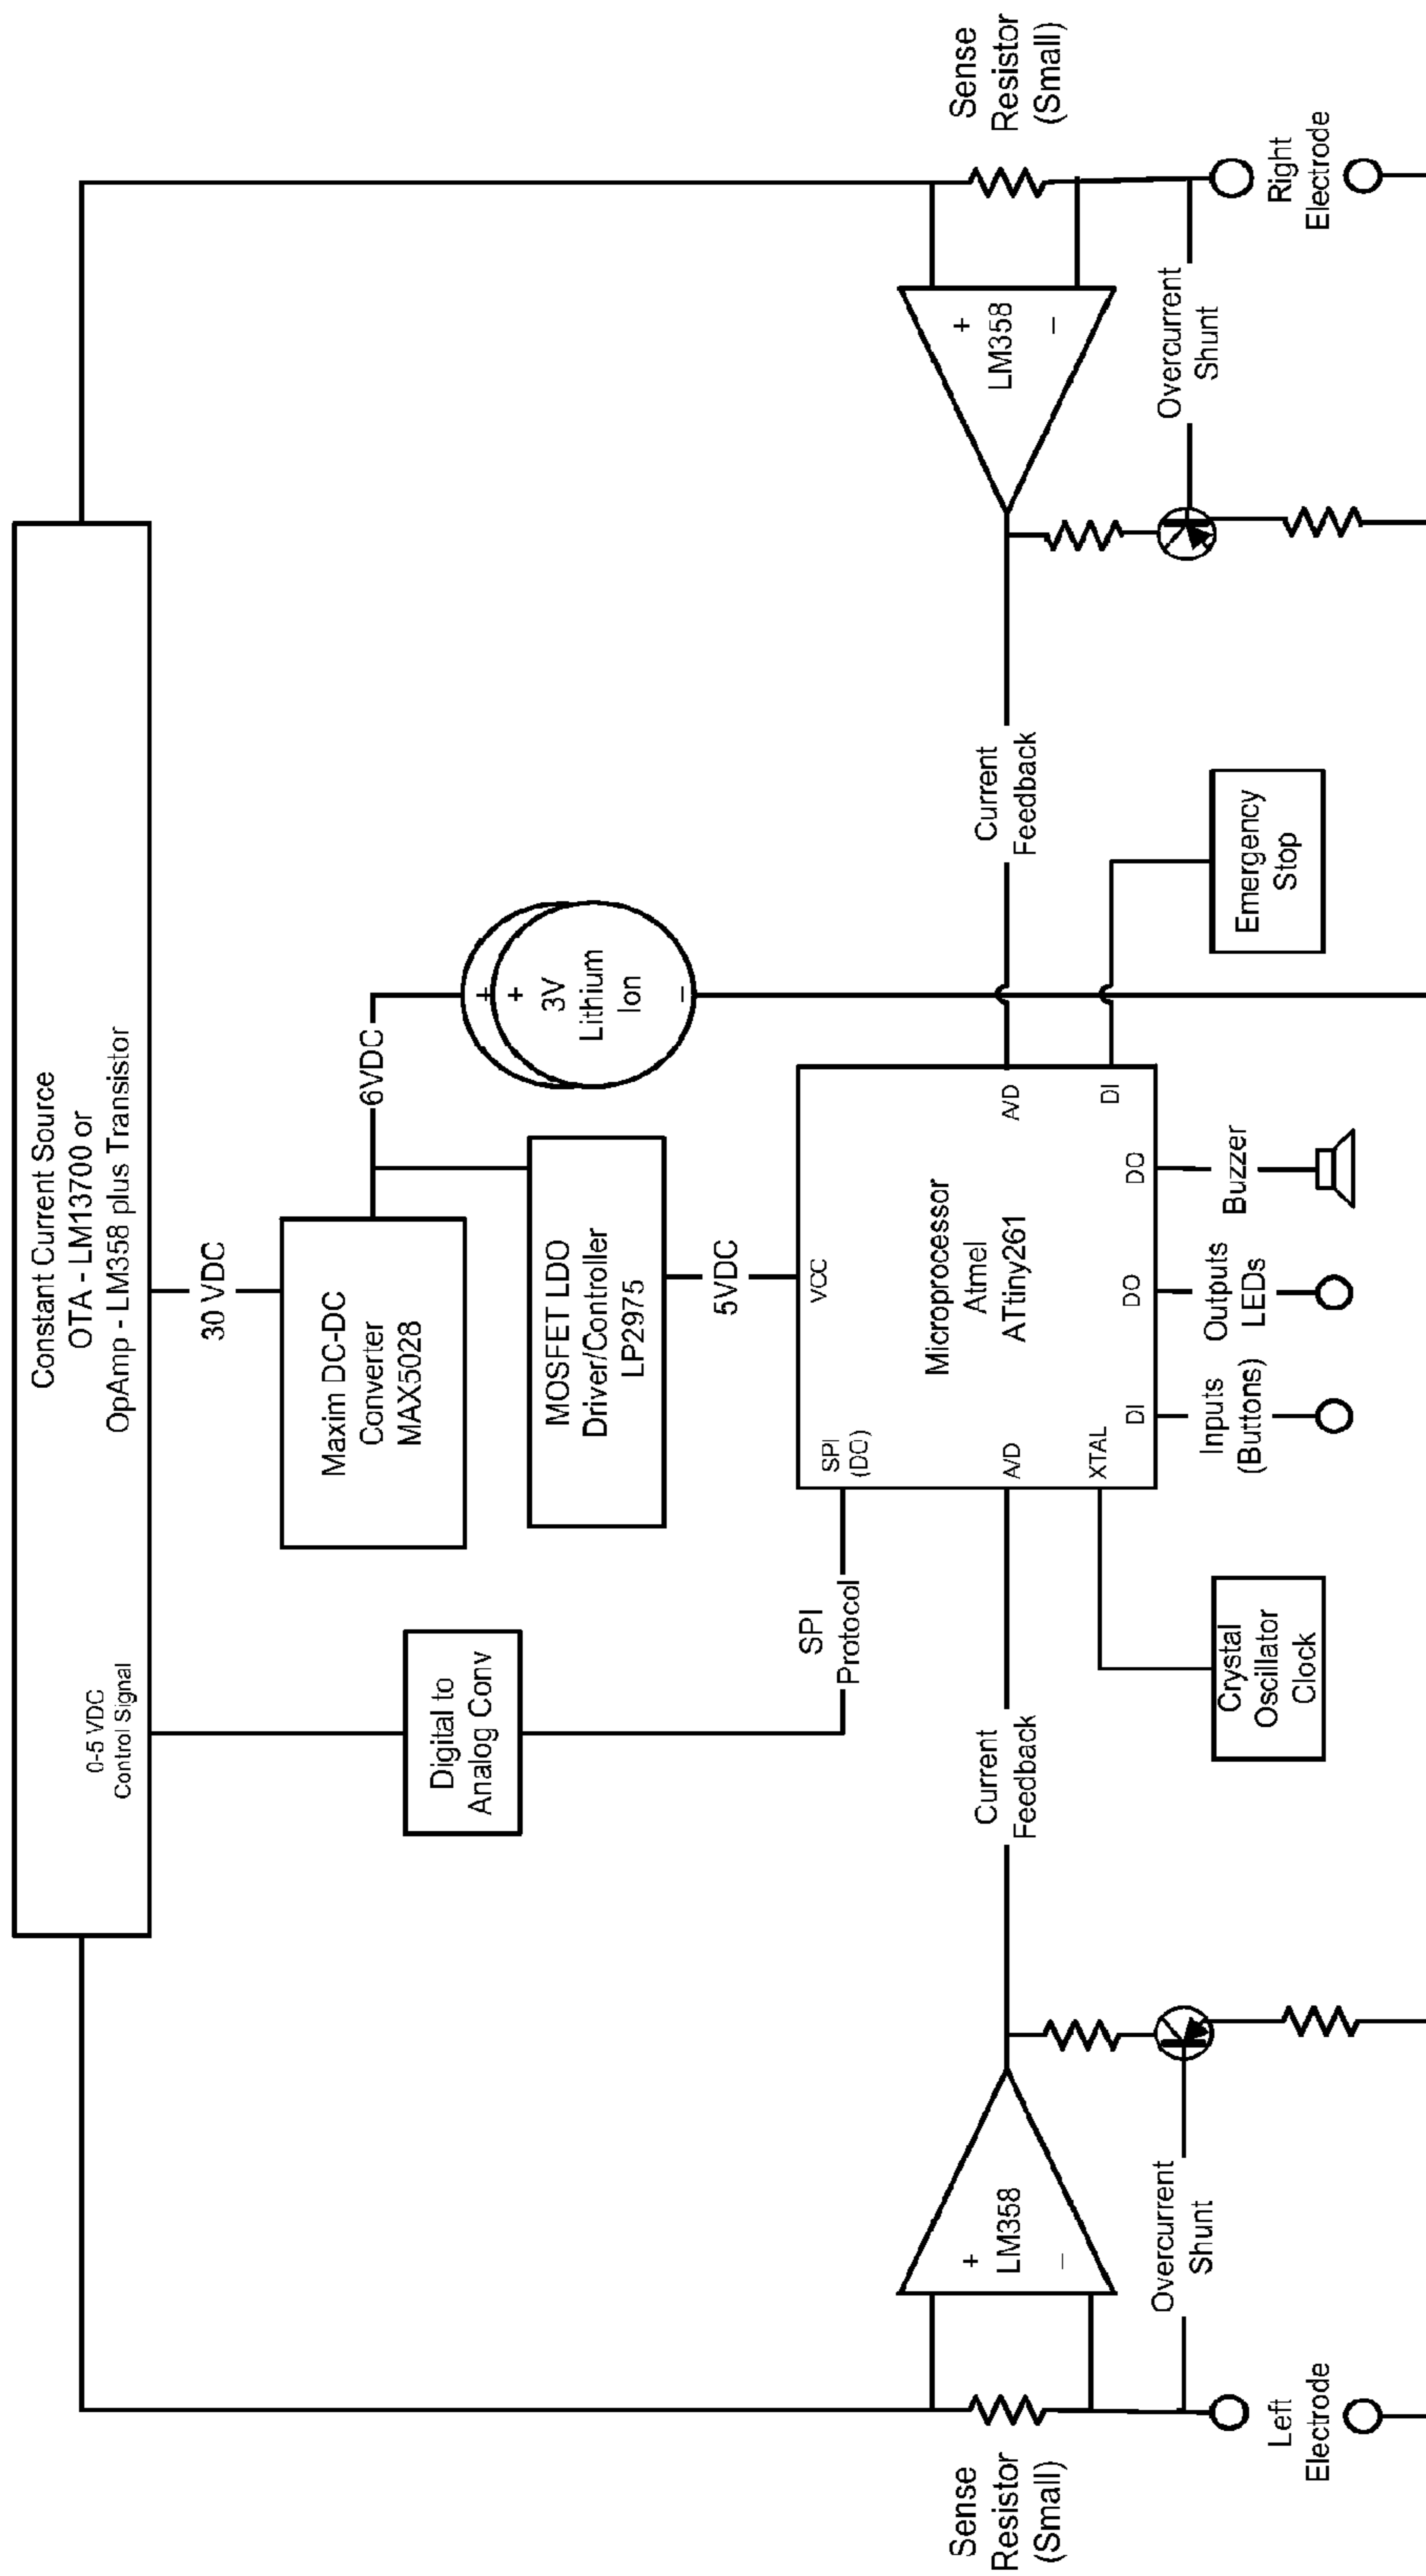 Constant Current Source
OTA - LM13700 or
OpAmp - LM358 plus Transistor
0-5 VDC
Control Signal
30 VDC
Maxim DC-DC
Converter
MAX5028
6VDC
Digital to
Analog Conv
MOSFET LDO
Driver/Controller
LP2975
+
+
3V
Lithium
Ion
−
5VDC
SPI
Protocol
SPI
(DO)
VCC
Microprocessor
Atmel
ATtiny261
A/D
A/D
XTAL
DI
DO
DO
DI
Sense
Resistor
(Small)
+
LM358
−
Current
Feedback
Current
Feedback
+
LM358
−
Sense
Resistor
(Small)
Overcurrent
Shunt
Overcurrent
Shunt
Crystal
Oscillator
Clock
Inputs
(Buttons)
Outputs
LEDs
Buzzer
Emergency
Stop
Left
Electrode
Right
Electrode